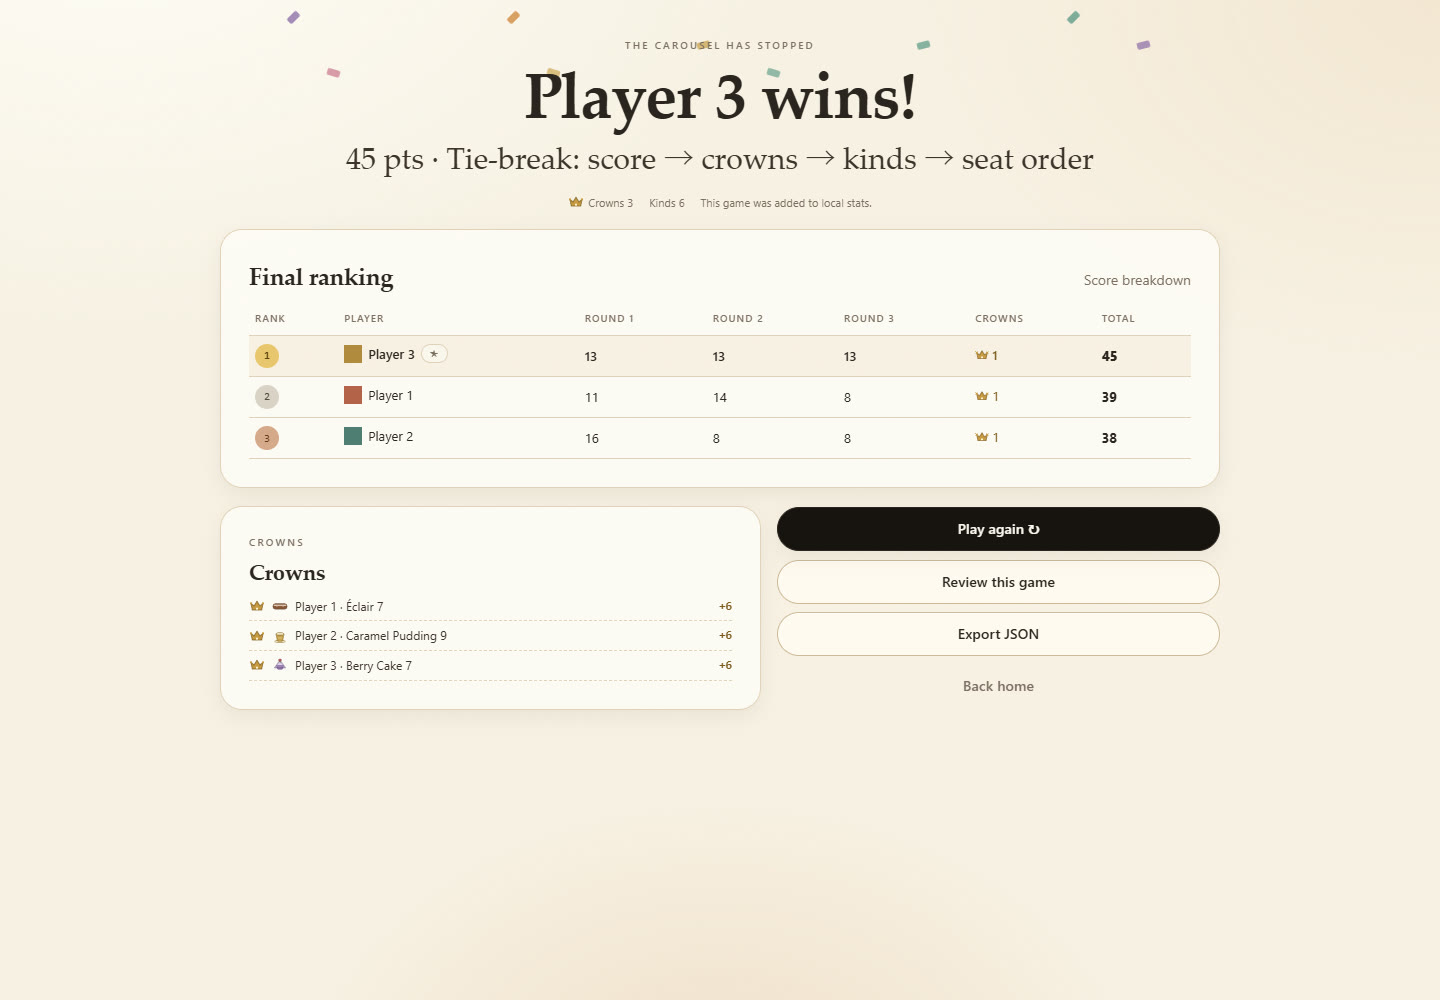 THE CAROUSEL HAS STOPPED
Player 3 wins!
45 pts · Tie-break: score → crowns → kinds → seat order
Crowns 3 Kinds 6 This game was added to local stats.
Final ranking Score breakdown
RANK PLAYER ROUND 1 ROUND 2 ROUND 3 CROWNS TOTAL
1 Player 3 ★ 13 13 13 1 45
2 Player 1 11 14 8 1 39
3 Player 2 16 8 8 1 38
CROWNS
Crowns
Player 1 · Éclair 7 +6
Player 2 · Caramel Pudding 9 +6
Player 3 · Berry Cake 7 +6
Play again ↻
Review this game
Export JSON
Back home